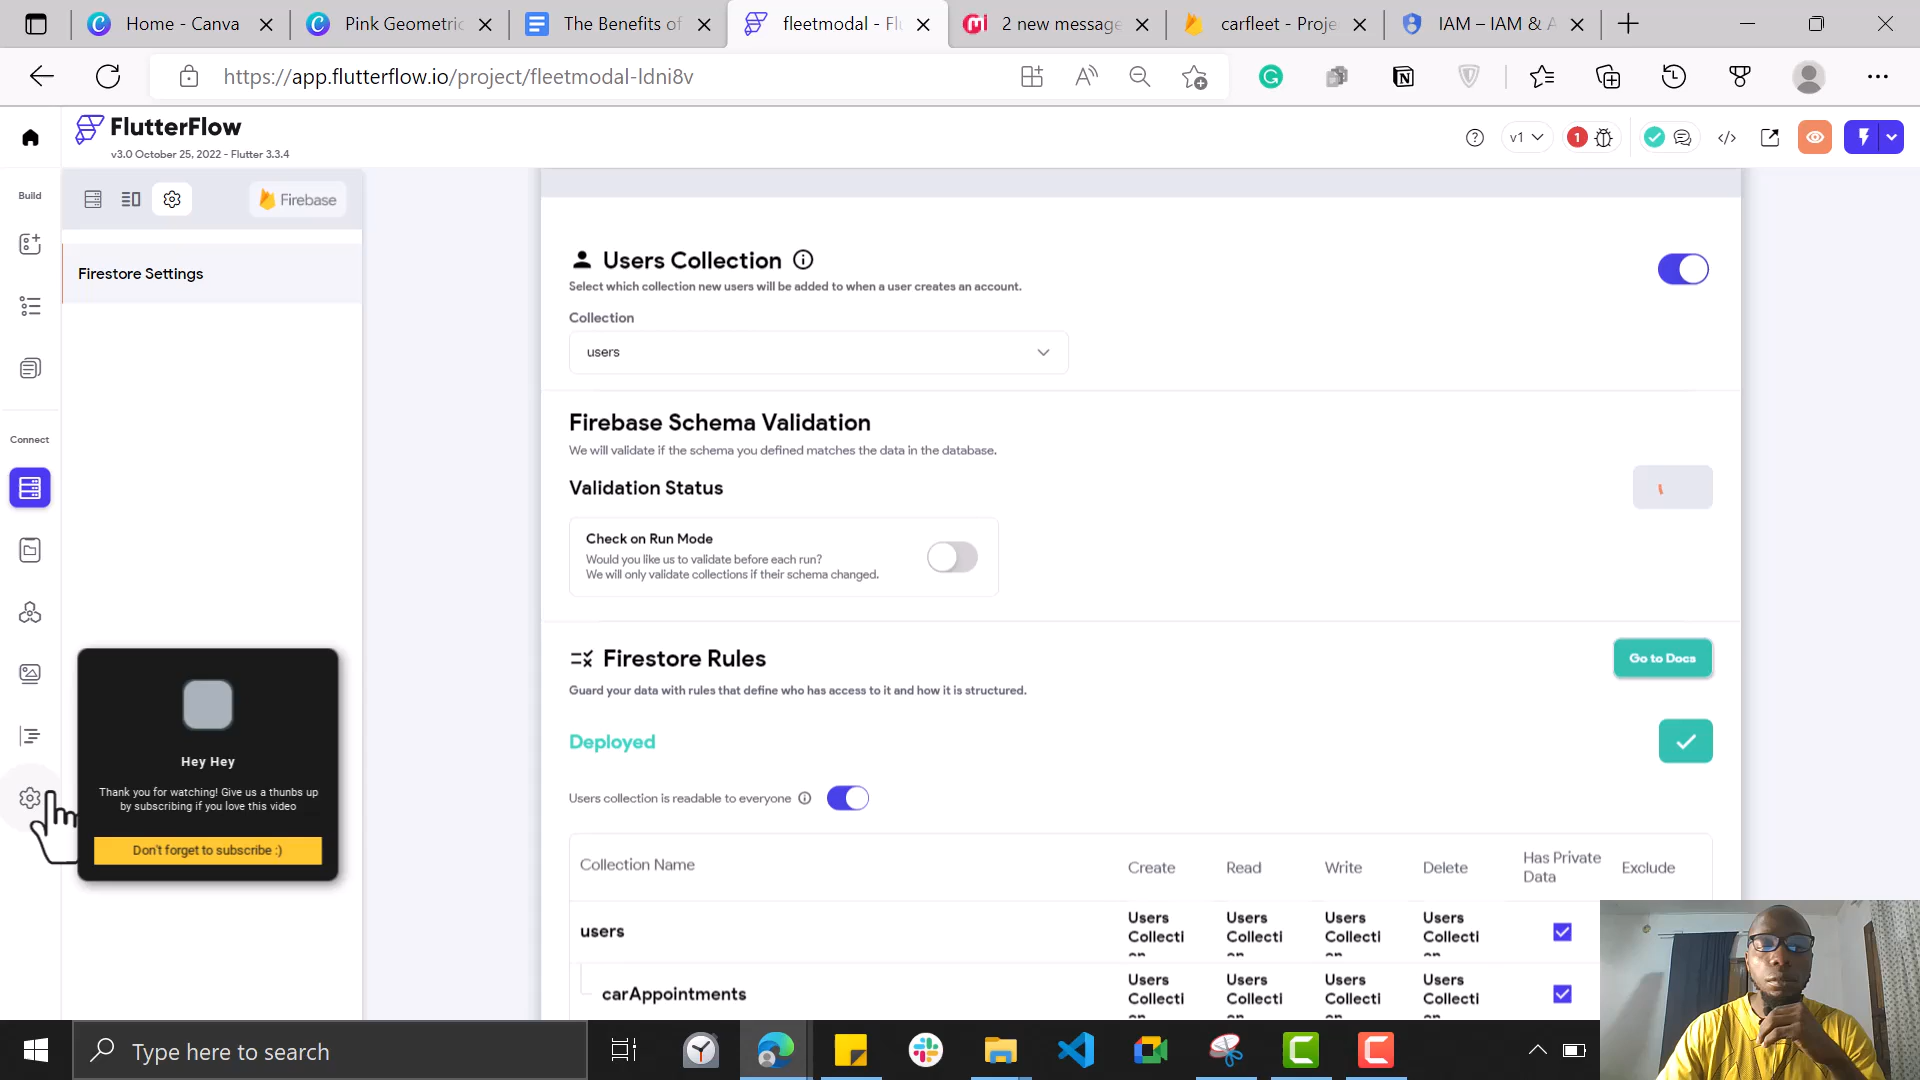 Home - Canva
Pink Geometric
The Benefits of
fleetmodal - Fl
2 new message
carfleet - Proje
IAM – IAM & A
https://app.flutterflow.io/project/fleetmodal-ldni8v
FlutterFlow
v3.0 October 25, 2022 - Flutter 3.3.4
v1
1
Build
Firebase
Firestore Settings
Connect
Users Collection
Select which collection new users will be added to when a user creates an account.
Collection
users
Firebase Schema Validation
We will validate if the schema you defined matches the data in the database.
Validation Status
Check on Run Mode
Would you like us to validate before each run?
We will only validate collections if their schema changed.
Firestore Rules
Go to Docs
Guard your data with rules that define who has access to it and how it is structured.
Deployed
Users collection is readable to everyone
Collection Name Create Read Write Delete Has Private Data Exclude
users
Users Collecti
Users Collecti
Users Collecti
Users Collecti
carAppointments
Users Collecti
Users Collecti
Users Collecti
Users Collecti
Hey Hey
Thank you for watching! Give us a thunbs up
by subscribing if you love this video
Don't forget to subscribe :)
Type here to search